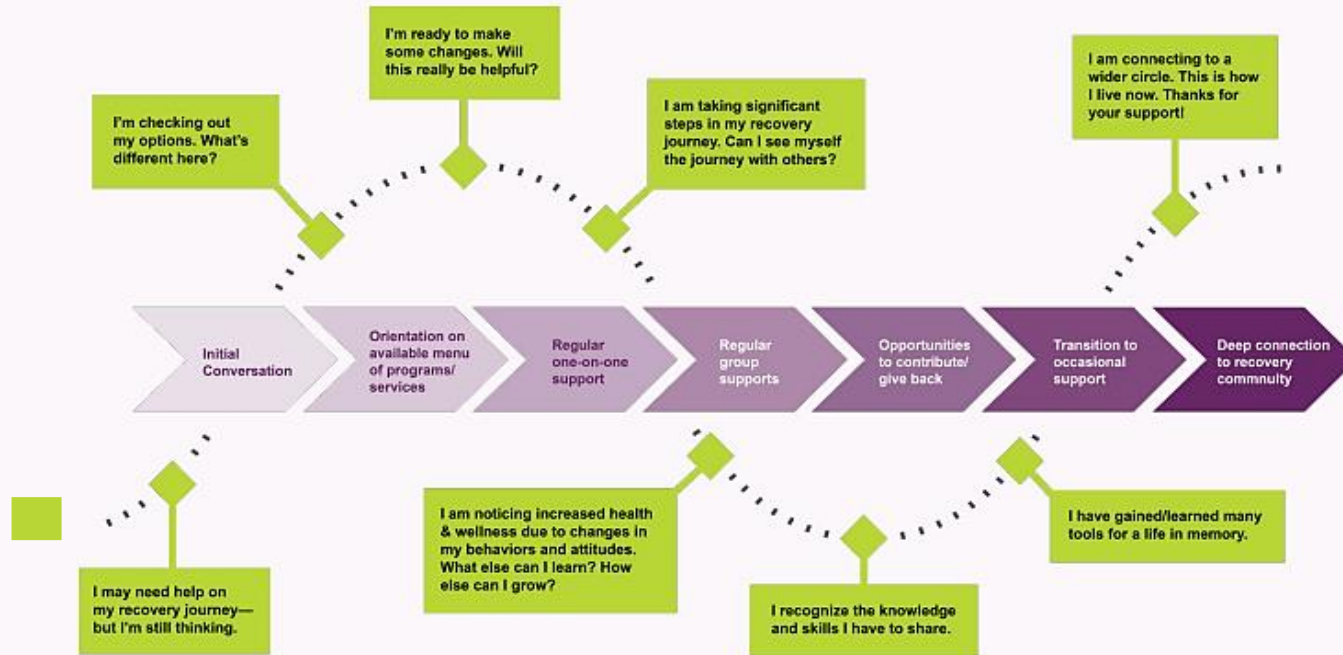 I'm ready to make
some changes. Will
this really be helpful?
I am connecting to a
wider circle. This is how
I live now. Thanks for
your support!
I'm checking out
my options. What's
different here?
I am taking significant
steps in my recovery
journey. Can I see myself
the journey with others?
Initial
Conversation
Orientation on
available menu
of programs/
services
Regular
one-on-one
support
Regular
group
supports
Opportunities
to contribute/
give back
Transition to
occasional
support
Deep connection
to recovery
commnuity
I may need help on
my recovery journey—
but I'm still thinking.
I am noticing increased health
& wellness due to changes in
my behaviors and attitudes.
What else can I learn? How
else can I grow?
I recognize the knowledge
and skills I have to share.
I have gained/learned many
tools for a life in memory.